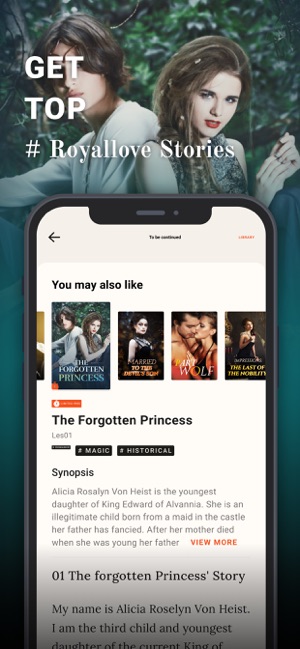 GET
TOP
# Royallove Stories
To be continued
LIBRARY
You may also like
THE
FORGOTTEN
PRINCESS
MARRIED
TO THE
DEVIL'S SON
PART
WOLF
THE LAST OF
THE NOBILITY
The Forgotten Princess
Les01
# MAGIC
# HISTORICAL
Synopsis
Alicia Rosalyn Von Heist is the youngest
daughter of King Edward of Alvannia. She is an
illegitimate child born from a maid in the castle
her father has fancied. After her mother died
when she was young her father VIEW MORE
01 The forgotten Princess' Story
My name is Alicia Roselyn Von Heist.
I am the third child and youngest
daughter of the current King of